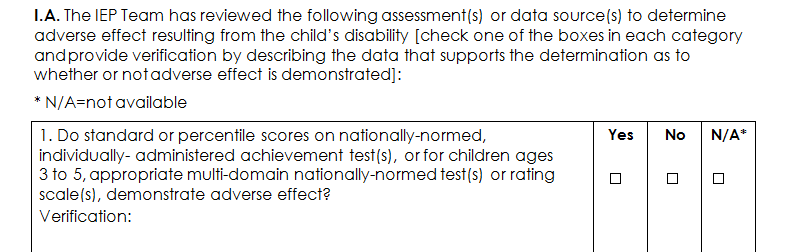 I.A. The IEP Team has reviewed the following assessment(s) or data source(s) to determine
adverse effect resulting from the child's disability [check one of the boxes in each category
and provide verification by describing the data that supports the determination as to
whether or not adverse effect is demonstrated]:
* N/A=not available
1. Do standard or percentile scores on nationally-normed, Yes No N/A*
individually- administered achievement test(s), or for children ages
3 to 5, appropriate multi-domain nationally-normed test(s) or rating ☐ ☐ ☐
scale(s), demonstrate adverse effect?
Verification: